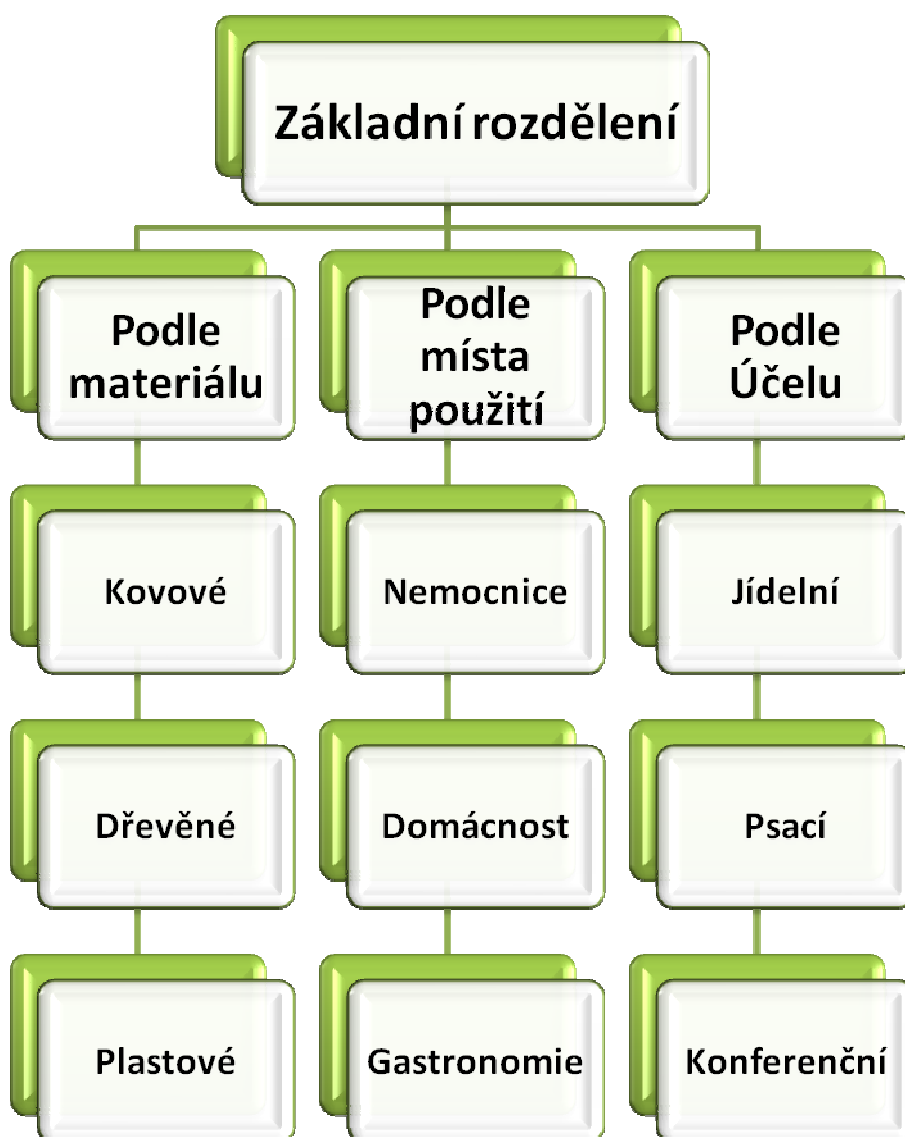 Základní rozdělení
Podle
materiálu
Podle
místa
použití
Podle
Účelu
Kovové
Nemocnice
Jídelní
Dřevěné
Domácnost
Psací
Plastové
Gastronomie
Konferenční